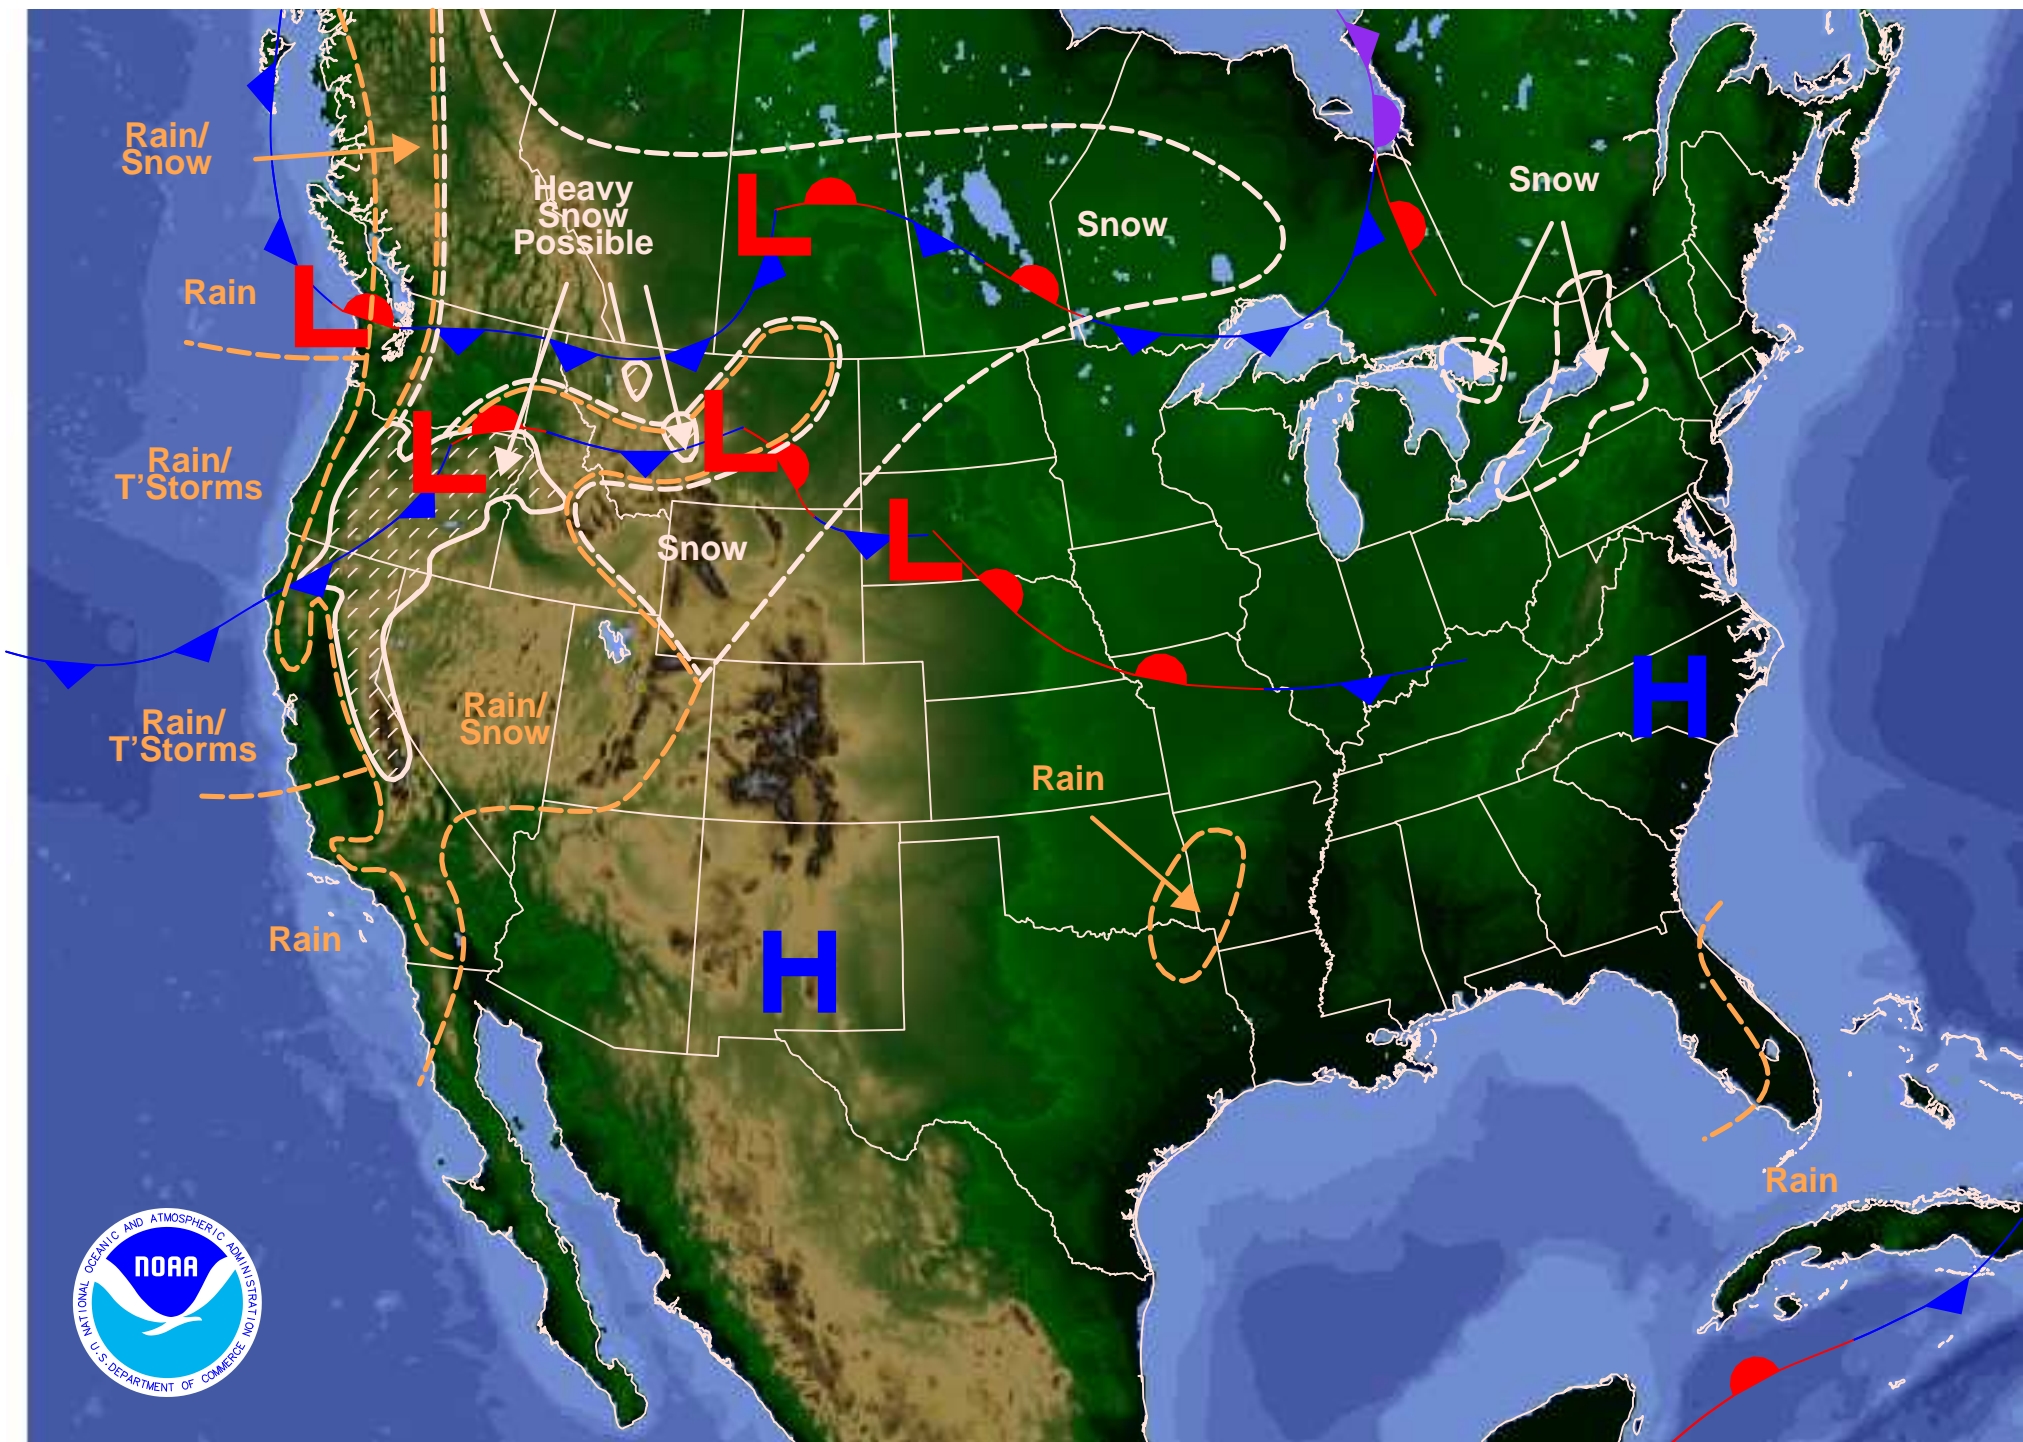 Rain/
Snow
Heavy
Snow
Possible
Snow
Snow
Rain
L
L
L
L
L
Rain/
T'Storms
Snow
Rain/
T'Storms
Rain/
Snow
H
Rain
Rain
H
Rain
NATIONAL OCEANIC AND ATMOSPHERIC ADMINISTRATION
NOAA
U.S. DEPARTMENT OF COMMERCE